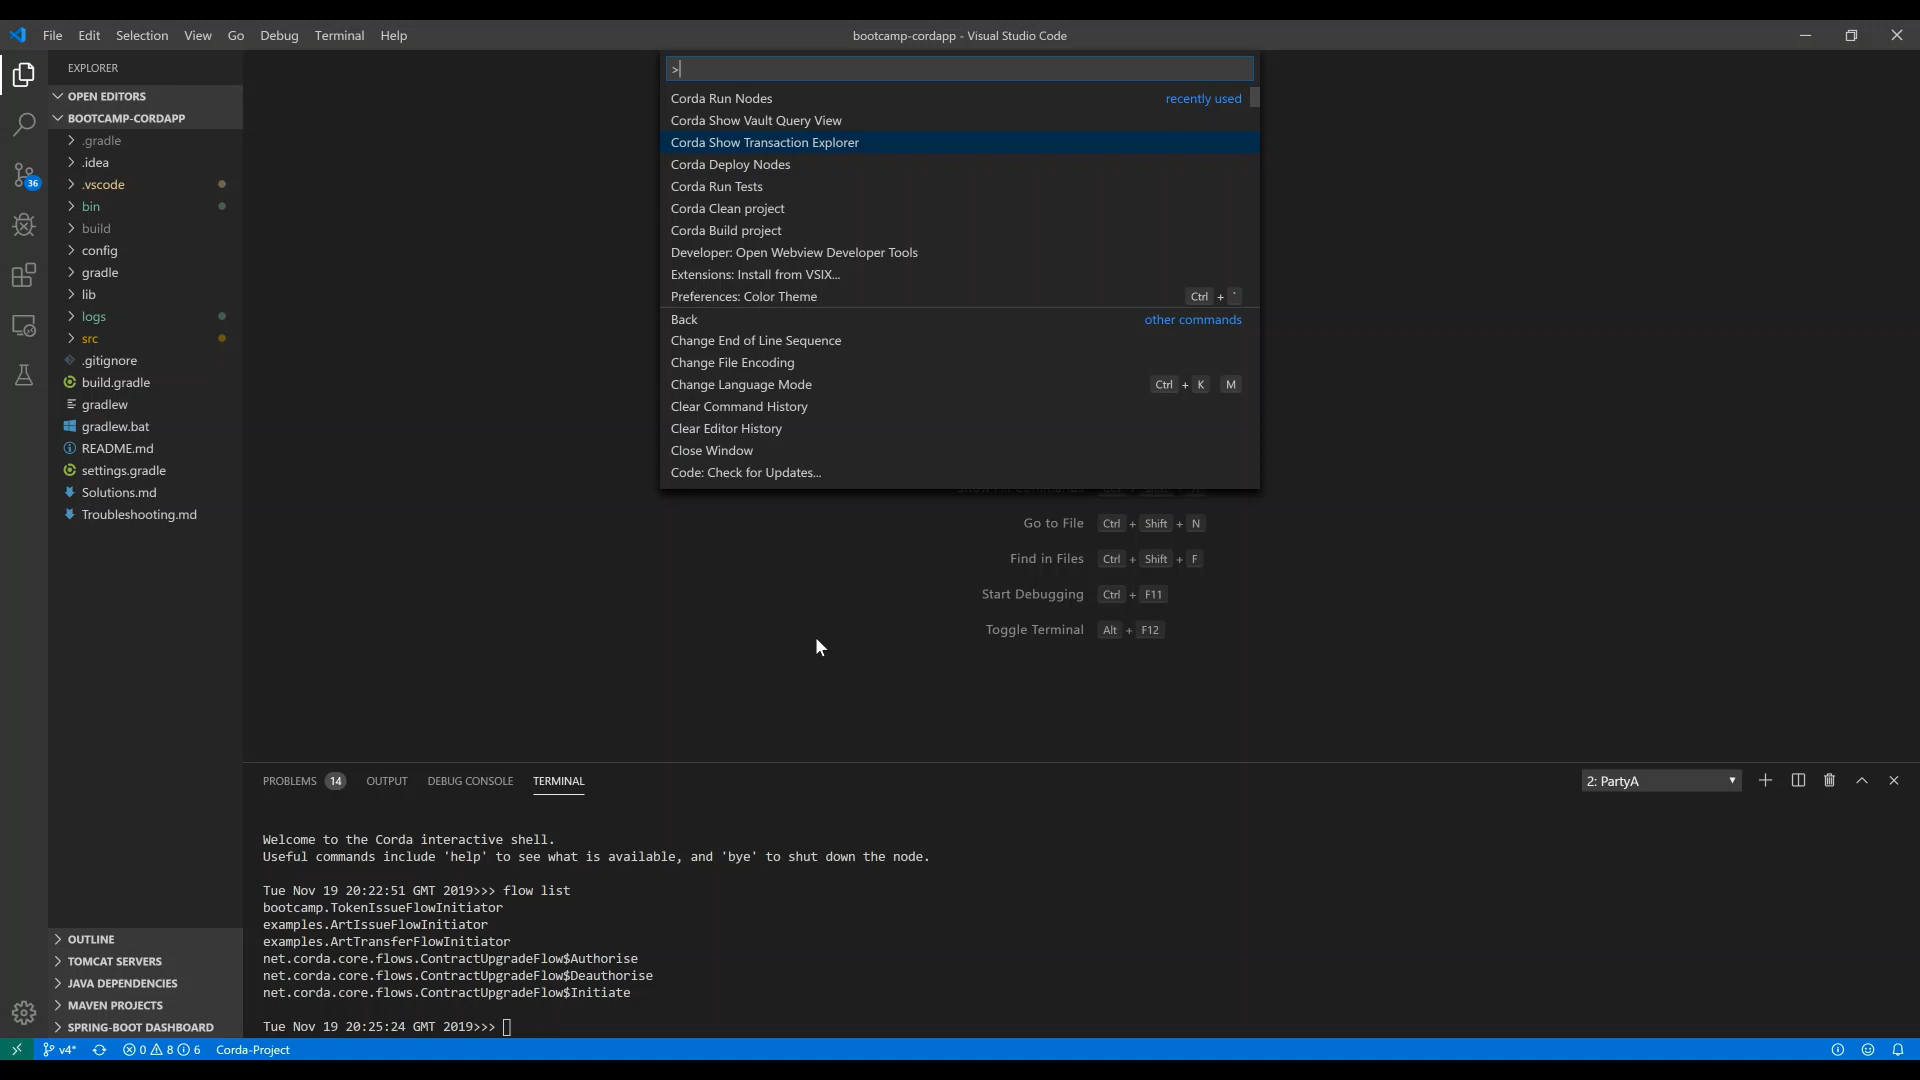 File Edit Selection View Go Debug Terminal Help
bootcamp-cordapp - Visual Studio Code
EXPLORER
OPEN EDITORS
BOOTCAMP-CORDAPP
.gradle
.idea
.vscode
bin
build
config
gradle
lib
logs
src
.gitignore
build.gradle
gradlew
gradlew.bat
README.md
settings.gradle
Solutions.md
Troubleshooting.md
36
OUTLINE
TOMCAT SERVERS
JAVA DEPENDENCIES
MAVEN PROJECTS
SPRING-BOOT DASHBOARD
>
Corda Run Nodes recently used
Corda Show Vault Query View
Corda Show Transaction Explorer
Corda Deploy Nodes
Corda Run Tests
Corda Clean project
Corda Build project
Developer: Open Webview Developer Tools
Extensions: Install from VSIX...
Preferences: Color Theme Ctrl + `
Back other commands
Change End of Line Sequence
Change File Encoding
Change Language Mode Ctrl + K M
Clear Command History
Clear Editor History
Close Window
Code: Check for Updates...
Go to File Ctrl + Shift + N
Find in Files Ctrl + Shift + F
Start Debugging Ctrl + F11
Toggle Terminal Alt + F12
PROBLEMS 14 OUTPUT DEBUG CONSOLE TERMINAL
2: PartyA
Welcome to the Corda interactive shell.
Useful commands include 'help' to see what is available, and 'bye' to shut down the node.
Tue Nov 19 20:22:51 GMT 2019>>> flow list
bootcamp.TokenIssueFlowInitiator
examples.ArtIssueFlowInitiator
examples.ArtTransferFlowInitiator
net.corda.core.flows.ContractUpgradeFlow$Authorise
net.corda.core.flows.ContractUpgradeFlow$Deauthorise
net.corda.core.flows.ContractUpgradeFlow$Initiate
Tue Nov 19 20:25:24 GMT 2019>>>
v4* 0 8 6 Corda-Project